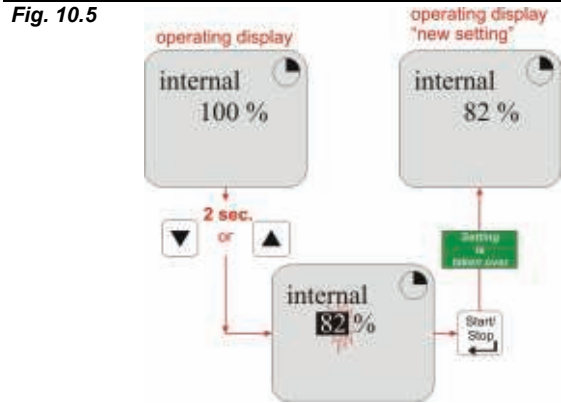 Fig. 10.5
operating display
internal
100 %
operating display
"new setting"
internal
82 %
2 sec.
or
Setting
is
taken over
internal
82 %
Start/
Stop